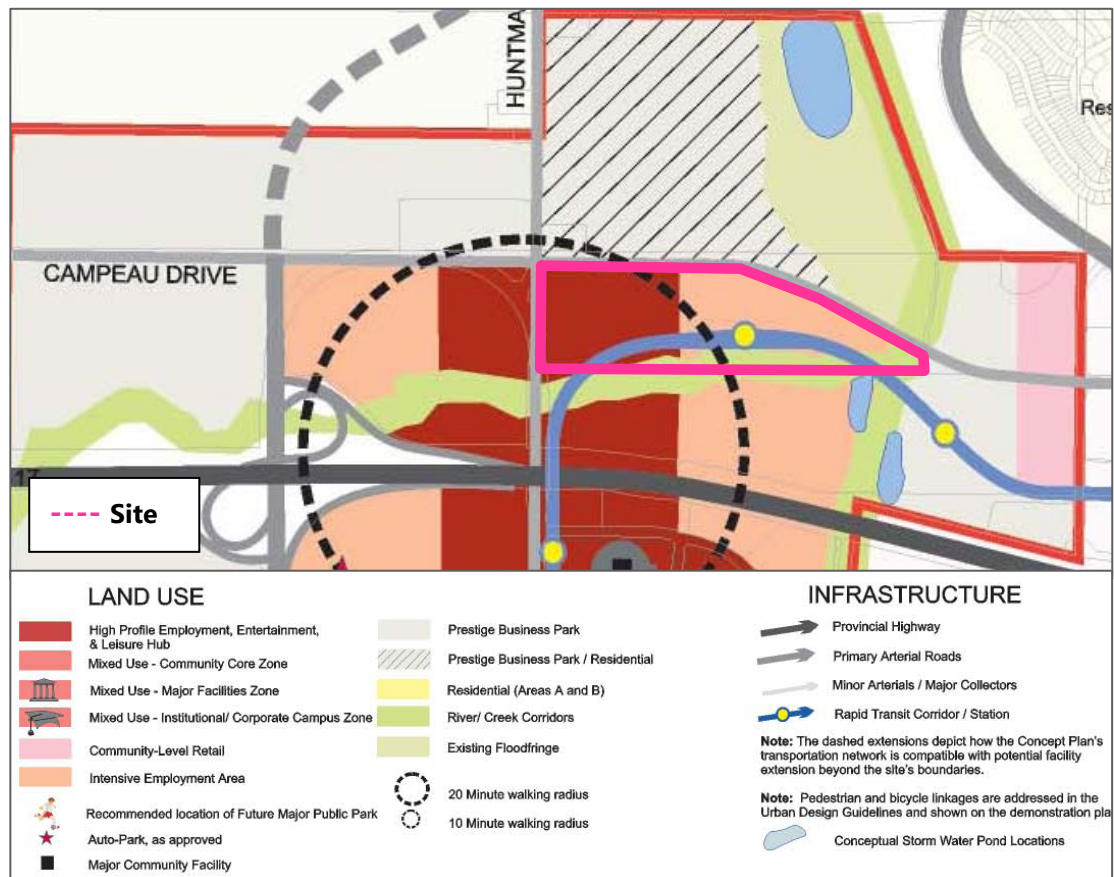 HUNTMA
Res
CAMPEAU DRIVE
17
Site
LAND USE
High Profile Employment, Entertainment,
& Leisure Hub
Mixed Use - Community Core Zone
Mixed Use - Major Facilities Zone
Mixed Use - Institutional/ Corporate Campus Zone
Community-Level Retail
Intensive Employment Area
Recommended location of Future Major Public Park
Auto-Park, as approved
Major Community Facility
Prestige Business Park
Prestige Business Park / Residential
Residential (Areas A and B)
River/ Creek Corridors
Existing Floodfringe
20 Minute walking radius
10 Minute walking radius
INFRASTRUCTURE
Provincial Highway
Primary Arterial Roads
Minor Arterials / Major Collectors
Rapid Transit Corridor / Station
Note: The dashed extensions depict how the Concept Plan's
transportation network is compatible with potential facility
extension beyond the site's boundaries.
Note: Pedestrian and bicycle linkages are addressed in the
Urban Design Guidelines and shown on the demonstration pla
Conceptual Storm Water Pond Locations